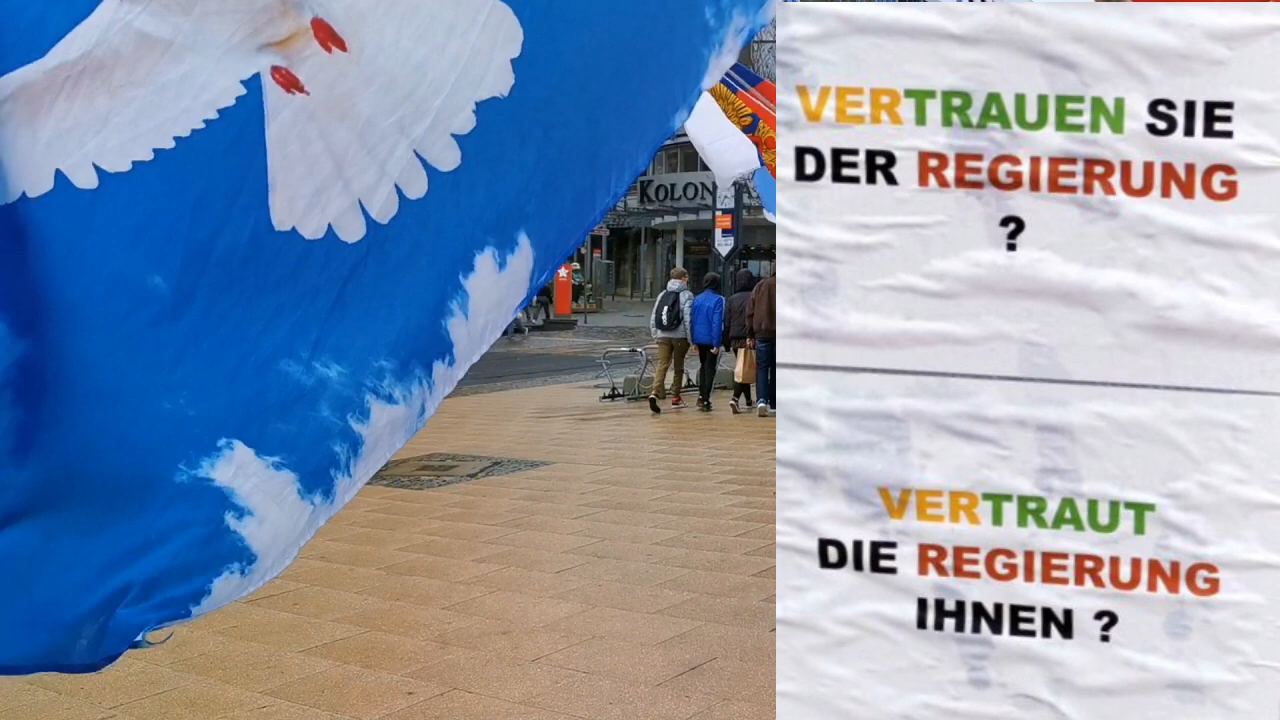 KOLON
VERTRAUEN SIE
DER REGIERUNG
?
VERTRAUT
DIE REGIERUNG
IHNEN ?